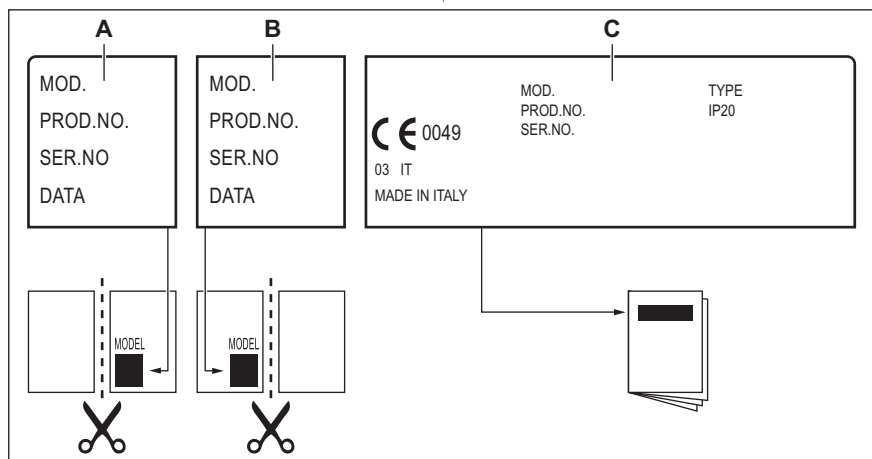 A
B
C
MOD.
PROD.NO.
SER.NO
DATA
MOD.
PROD.NO.
SER.NO
DATA
MOD.
PROD.NO.
SER.NO.
TYPE
IP20
CE 0049
03 IT
MADE IN ITALY
MODEL
MODEL